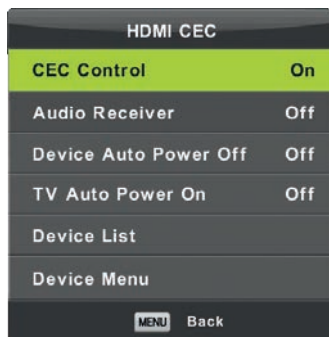 HDMI CEC
CEC Control On
Audio Receiver Off
Device Auto Power Off Off
TV Auto Power On Off
Device List
Device Menu
MENU Back